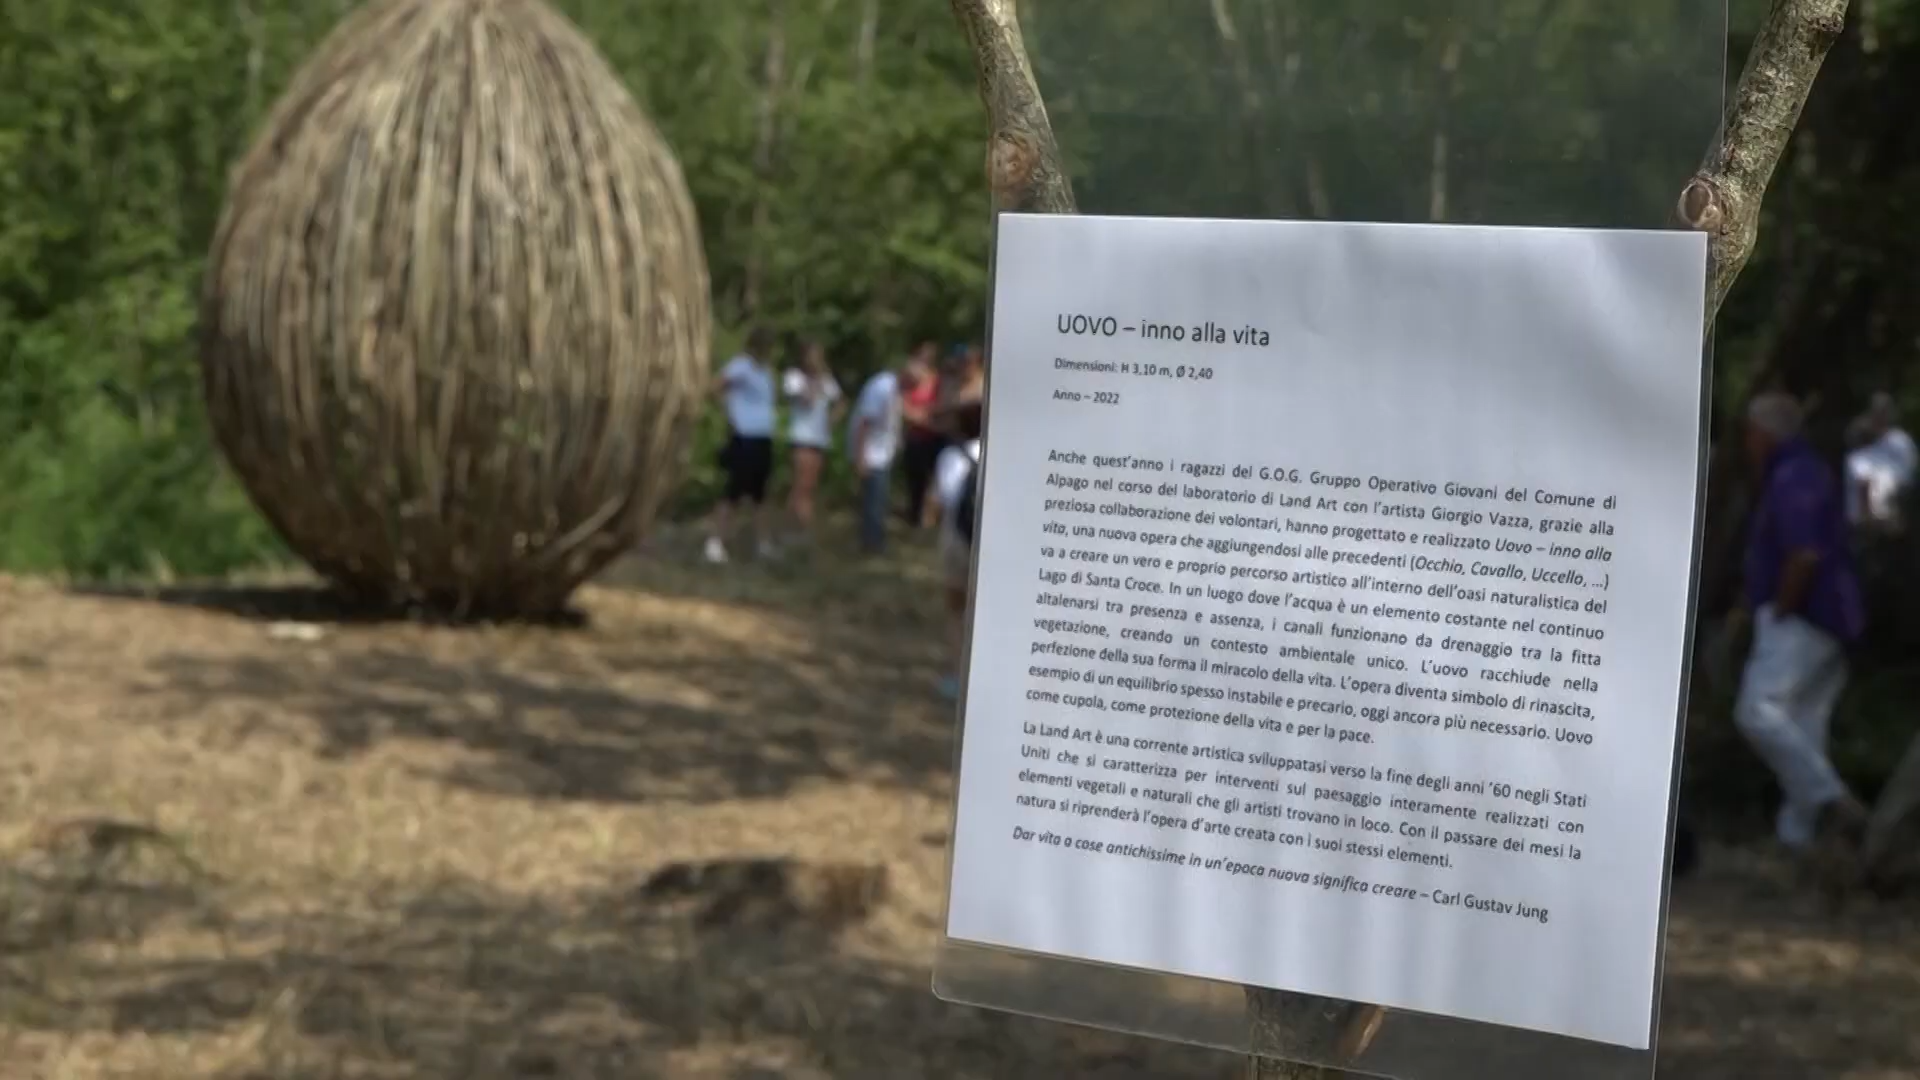 UOVO – inno alla vita
Dimensioni: H 3,10 m, Ø 2,40
Anno – 2022
Anche quest'anno i ragazzi del G.O.G. Gruppo Operativo Giovani del Comune di
Alpago nel corso del laboratorio di Land Art con l'artista Giorgio Vazza, grazie alla
preziosa collaborazione dei volontari, hanno progettato e realizzato Uovo – inno alla
vita, una nuova opera che aggiungendosi alle precedenti (Occhio, Cavallo, Uccello, ...)
va a creare un vero e proprio percorso artistico all'interno dell'oasi naturalistica del
Lago di Santa Croce. In un luogo dove l'acqua è un elemento costante nel continuo
altalenarsi tra presenza e assenza, i canali funzionano da drenaggio tra la fitta
vegetazione, creando un contesto ambientale unico. L'uovo racchiude nella
perfezione della sua forma il miracolo della vita. L'opera diventa simbolo di rinascita,
esempio di un equilibrio spesso instabile e precario, oggi ancora più necessario. Uovo
come cupola, come protezione della vita e per la pace.
La Land Art è una corrente artistica sviluppatasi verso la fine degli anni '60 negli Stati
Uniti che si caratterizza per interventi sul paesaggio interamente realizzati con
elementi vegetali e naturali che gli artisti trovano in loco. Con il passare dei mesi la
natura si riprenderà l'opera d'arte creata con i suoi stessi elementi.
Dar vita a cose antichissime in un'epoca nuova significa creare – Carl Gustav Jung